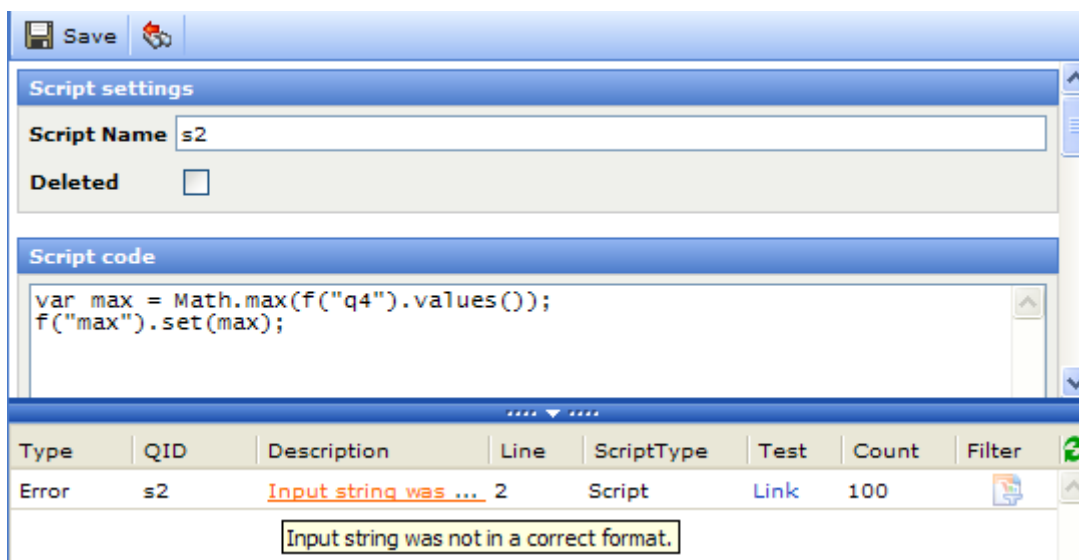 Save
Script settings
Script Name s2
Deleted
Script code
var max = Math.max(f("q4").values());
f("max").set(max);
Type QID Description Line ScriptType Test Count Filter
Error s2 Input string was ... 2 Script Link 100
Input string was not in a correct format.